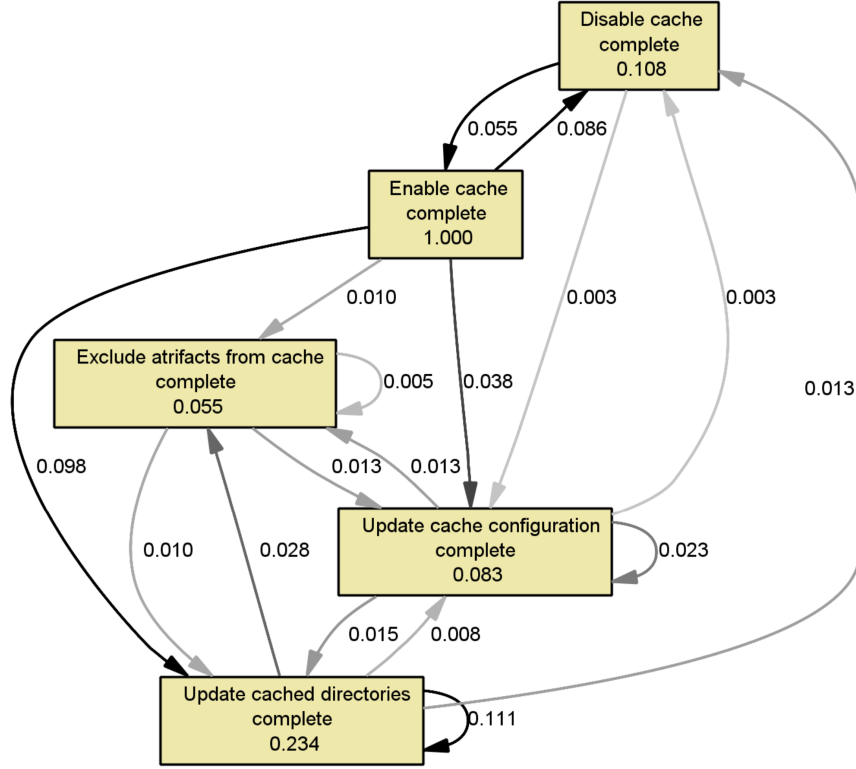 Disable cache
complete
0.108
0.055
0.086
Enable cache
complete
1.000
0.010
0.003
0.003
Exclude atrifacts from cache
complete
0.055
0.005
0.038
0.013
0.098
0.013
0.013
Update cache configuration
complete
0.083
0.010
0.028
0.023
0.015
0.008
Update cached directories
complete
0.234
0.111